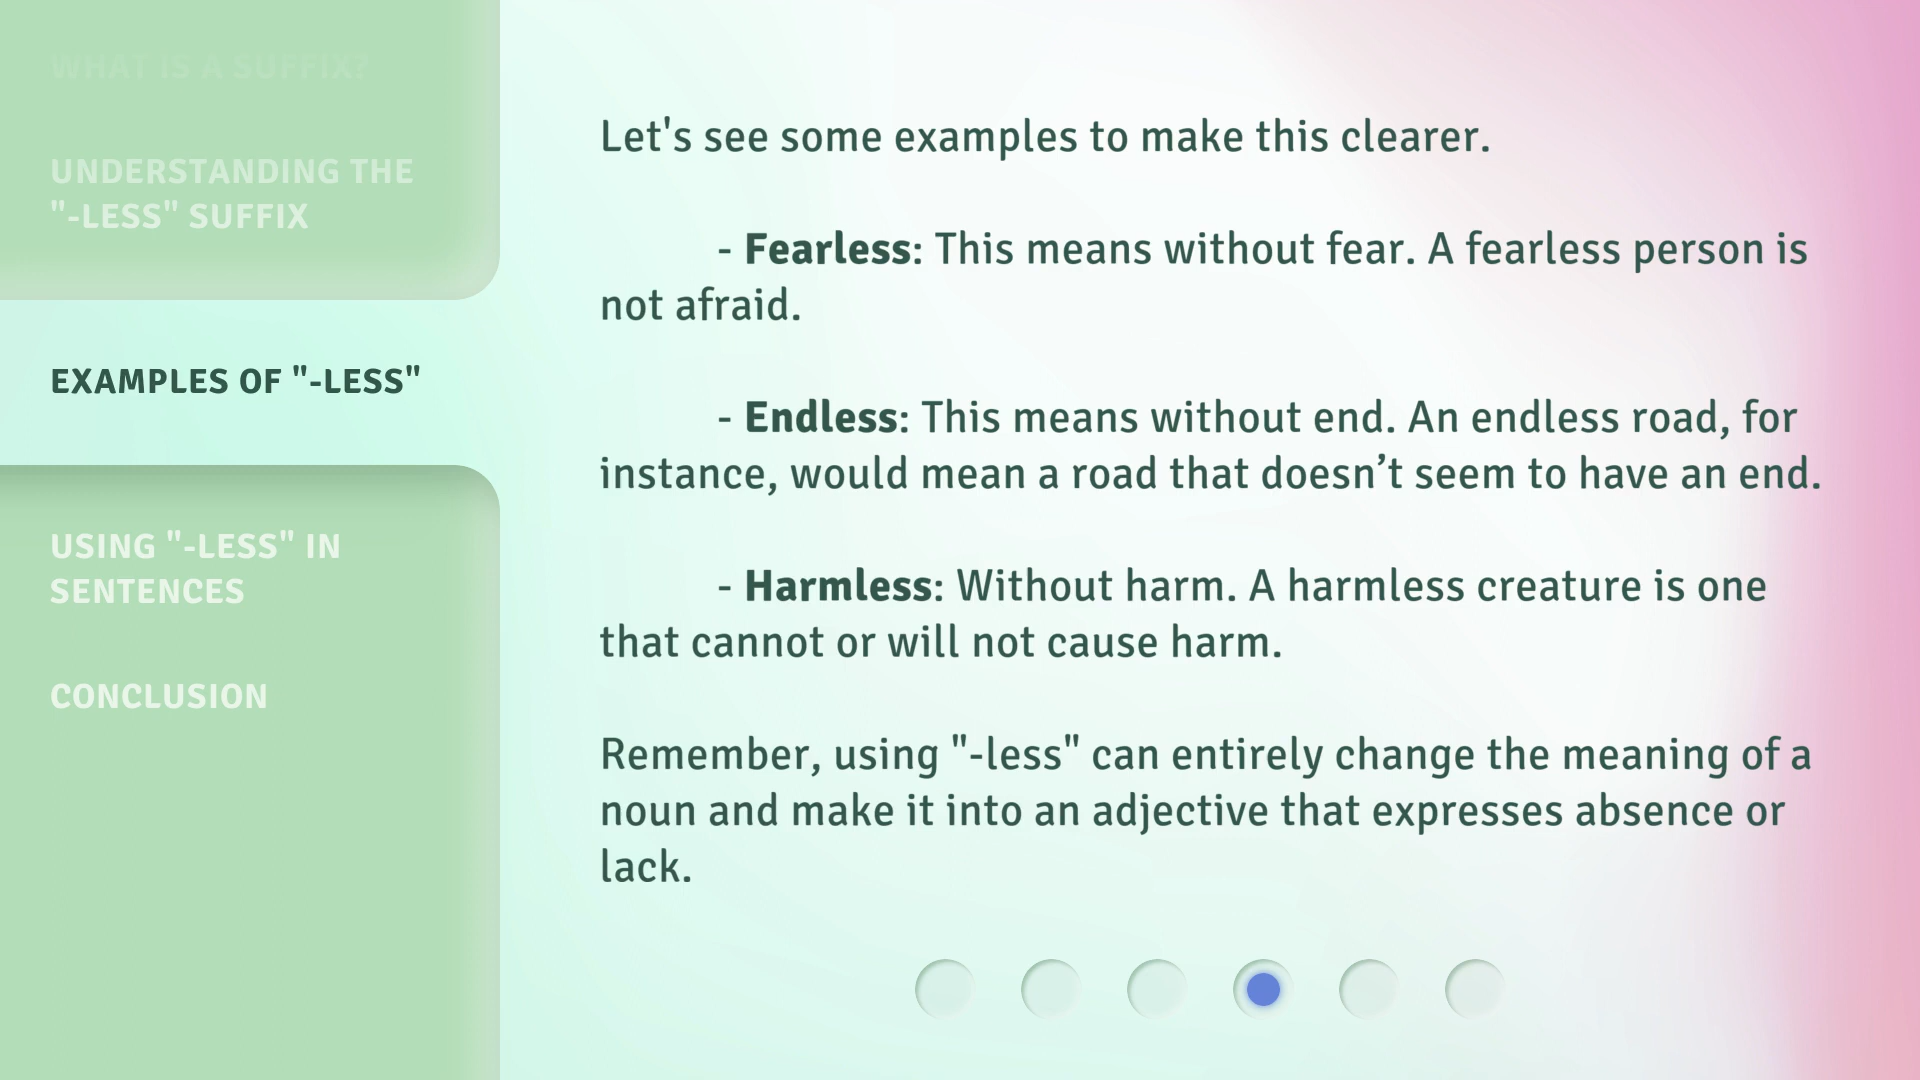 WHAT IS A SUFFIX?
UNDERSTANDING THE
"-LESS" SUFFIX
EXAMPLES OF "-LESS"
USING "-LESS" IN
SENTENCES
CONCLUSION
Let's see some examples to make this clearer.
- Fearless: This means without fear. A fearless person is
not afraid.
- Endless: This means without end. An endless road, for
instance, would mean a road that doesn’t seem to have an end.
- Harmless: Without harm. A harmless creature is one
that cannot or will not cause harm.
Remember, using "-less" can entirely change the meaning of a
noun and make it into an adjective that expresses absence or
lack.